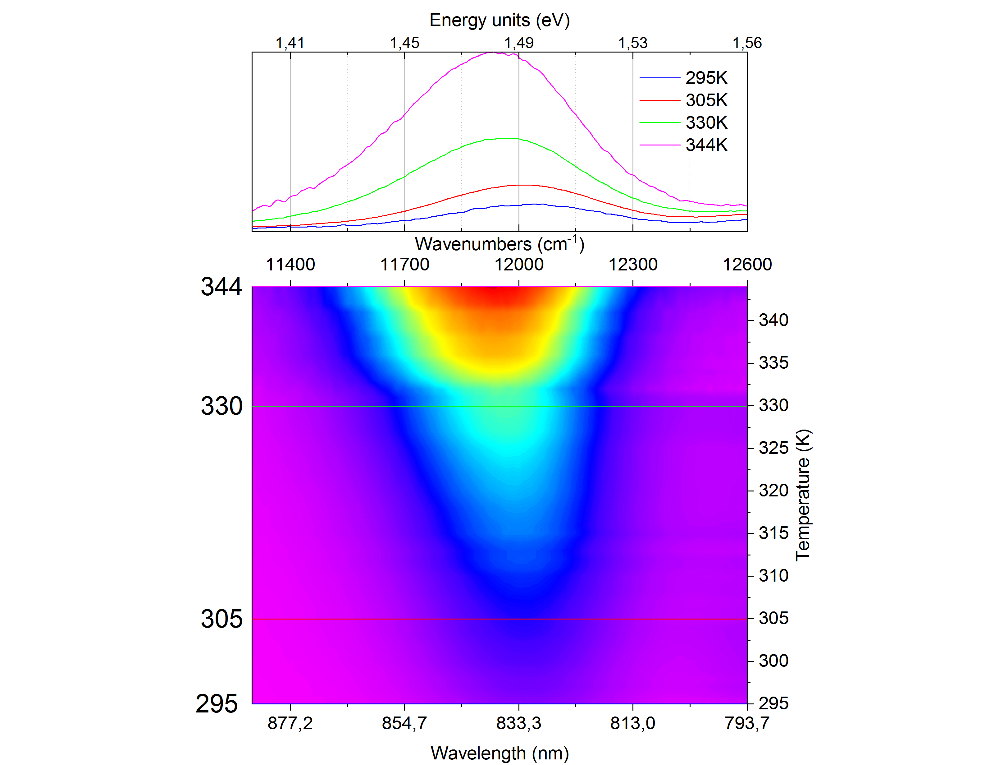 Energy units (eV)
1,41 1,45 1,49 1,53 1,56
295K
305K
330K
344K
Wavenumbers (cm-1)
11400 11700 12000 12300 12600
344
340
335
330 330
325
320
315
310
305 305
300
295 295
Temperature (K)
877,2 854,7 833,3 813,0 793,7
Wavelength (nm)